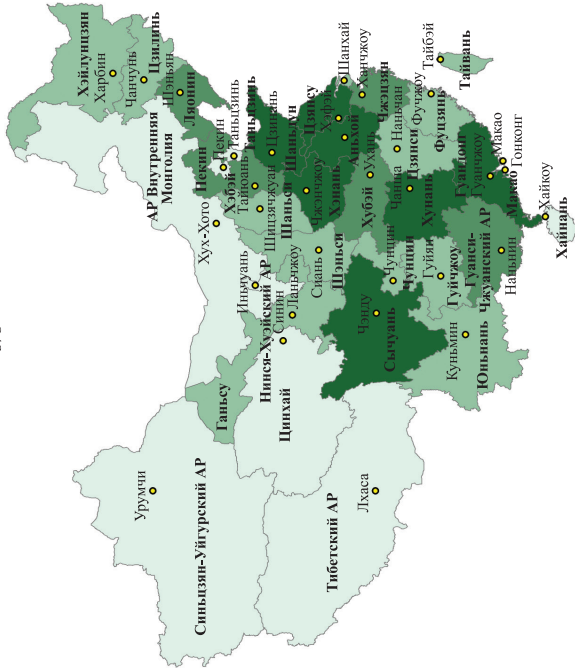 Хэйлунцзян
Харбин
Чанчунь
Цзилинь
Шэньян
Ляонин
АР Внутренняя
Монголия
Пекин
Пекин
Тяньцзинь
Тяньцзинь
Хэбэй
Тайюань
Шицзячжуан
Шаньси
Цзинань
Шаньдун
Хух-Хото
Шанхай
Цзянсу
Хэфэй
Аньхой
Ханчжоу
Чжэцзян
Чжэнчжоу
Хэнань
Ухань
Хубэй
Наньчан
Цзянси
Фучжоу
Фуцзянь
Тайбэй
Тайвань
Чанша
Хунань
Гуандун
Гуанчжоу
Макао
Гонконг
Макао
Хайкоу
Хайнань
Иньчуань
Нинся-Хуэйский АР
Синин
Ланьчжоу
Сиань
Шэньси
Чунцин
Чунцин
Гуйян
Гуйчжоу
Гуанси-
Чжуанский АР
Наньнин
Ганьсу
Цинхай
Чэнду
Сычуань
Куньмин
Юньнань
Урумчи
Синьцзян-Уйгурский АР
Тибетский АР
Лхаса